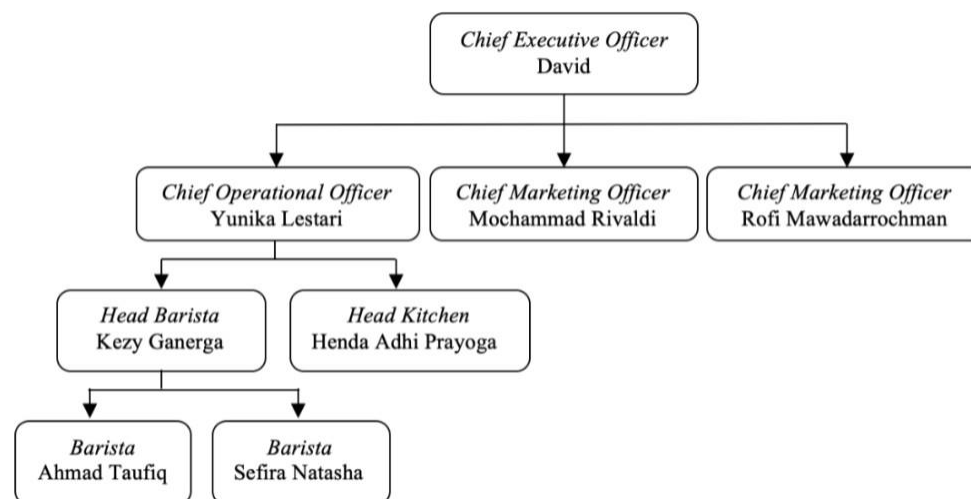 Chief Executive Officer
David
Chief Operational Officer
Yunika Lestari
Chief Marketing Officer
Mochammad Rivaldi
Chief Marketing Officer
Rofi Mawadarrochman
Head Barista
Kezy Ganerga
Head Kitchen
Henda Adhi Prayoga
Barista
Ahmad Taufiq
Barista
Sefira Natasha